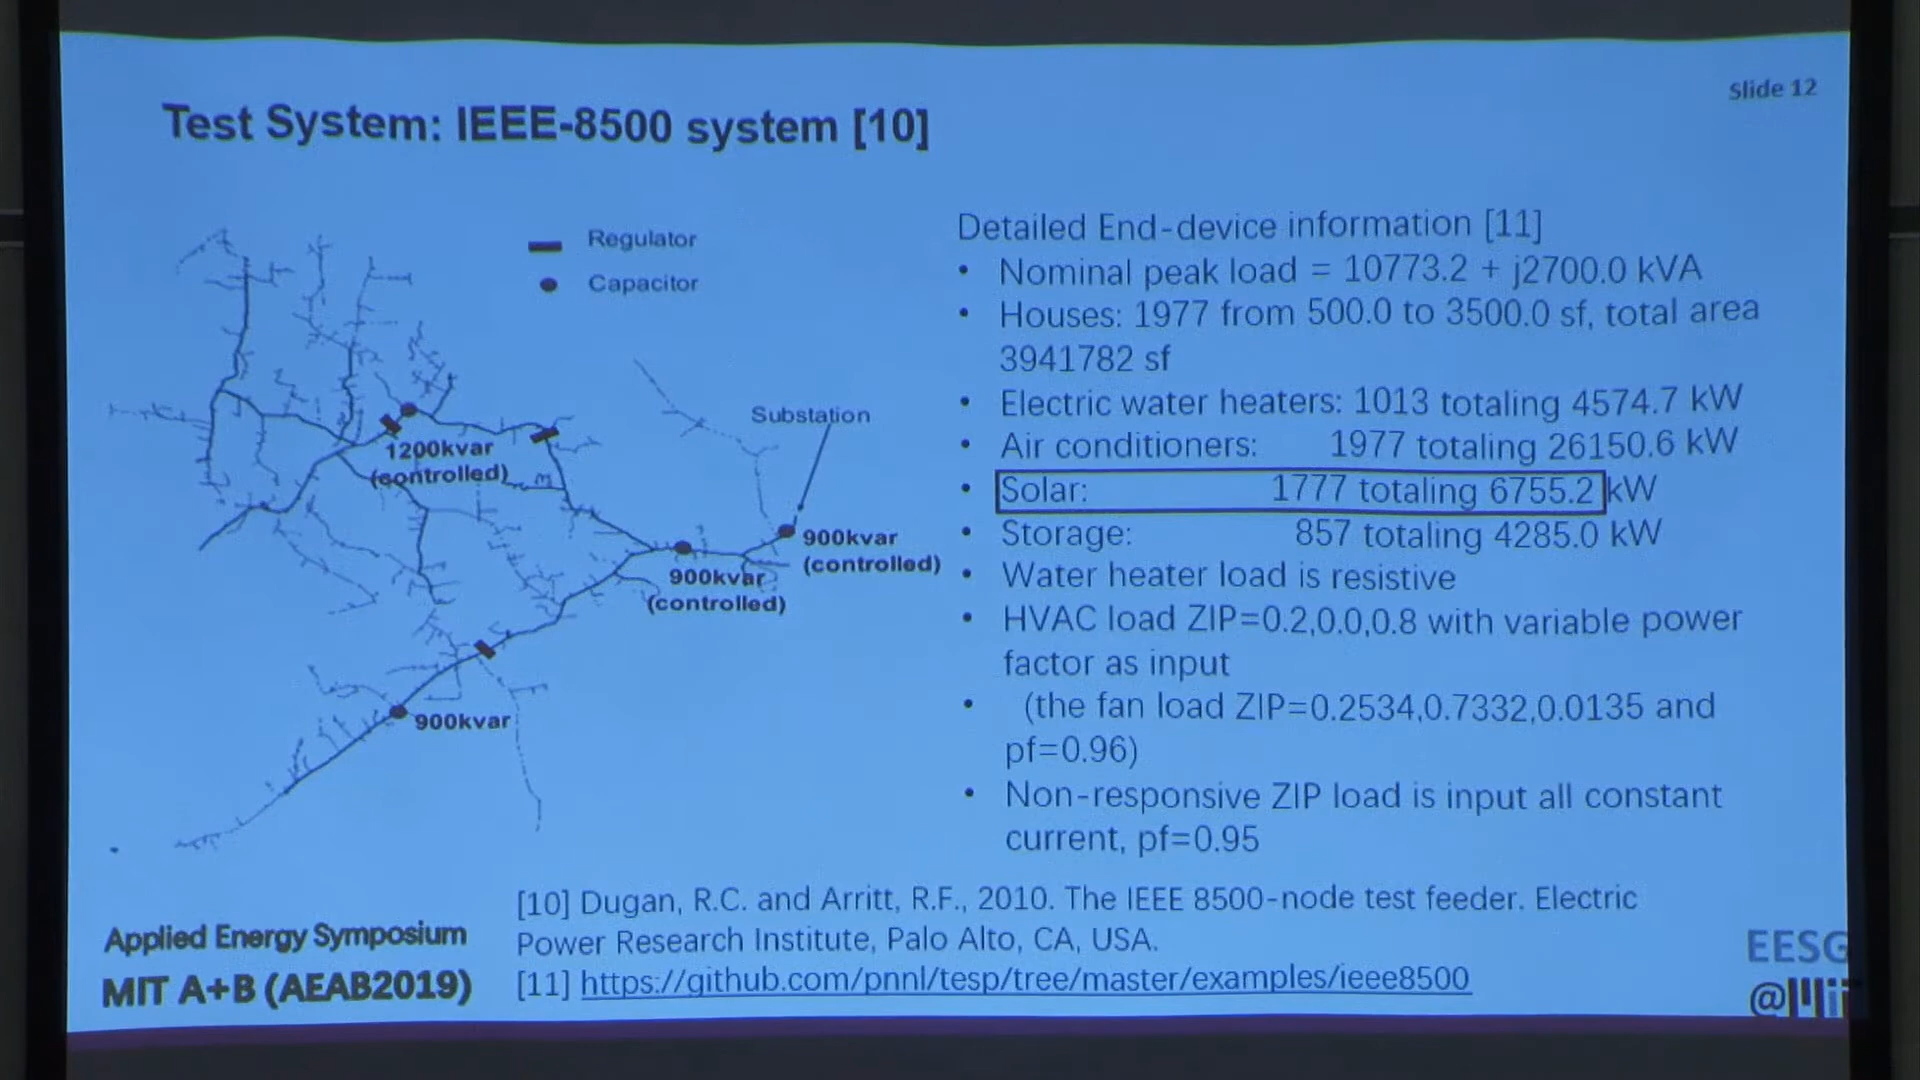 Slide 12
Test System: IEEE-8500 system [10]
Regulator
Capacitor
Substation
1200kvar
(controlled)
900kvar
(controlled)
900kvar
(controlled)
900kvar
Detailed End-device information [11]
• Nominal peak load = 10773.2 + j2700.0 kVA
• Houses: 1977 from 500.0 to 3500.0 sf, total area
3941782 sf
• Electric water heaters: 1013 totaling 4574.7 kW
• Air conditioners: 1977 totaling 26150.6 kW
• Solar: 1777 totaling 6755.2 kW
• Storage: 857 totaling 4285.0 kW
• Water heater load is resistive
• HVAC load ZIP=0.2,0.0,0.8 with variable power
factor as input
• (the fan load ZIP=0.2534,0.7332,0.0135 and
pf=0.96)
• Non-responsive ZIP load is input all constant
current, pf=0.95
[10] Dugan, R.C. and Arritt, R.F., 2010. The IEEE 8500-node test feeder. Electric
Power Research Institute, Palo Alto, CA, USA.
[11] https://github.com/pnnl/tesp/tree/master/examples/ieee8500
Applied Energy Symposium
MIT A+B (AEAB2019)
EESG
@MIT